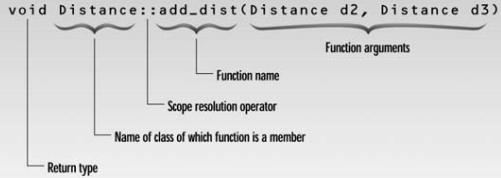 void Distance::add_dist(Distance d2, Distance d3)
Function arguments
Function name
Scope resolution operator
Name of class of which function is a member
Return type